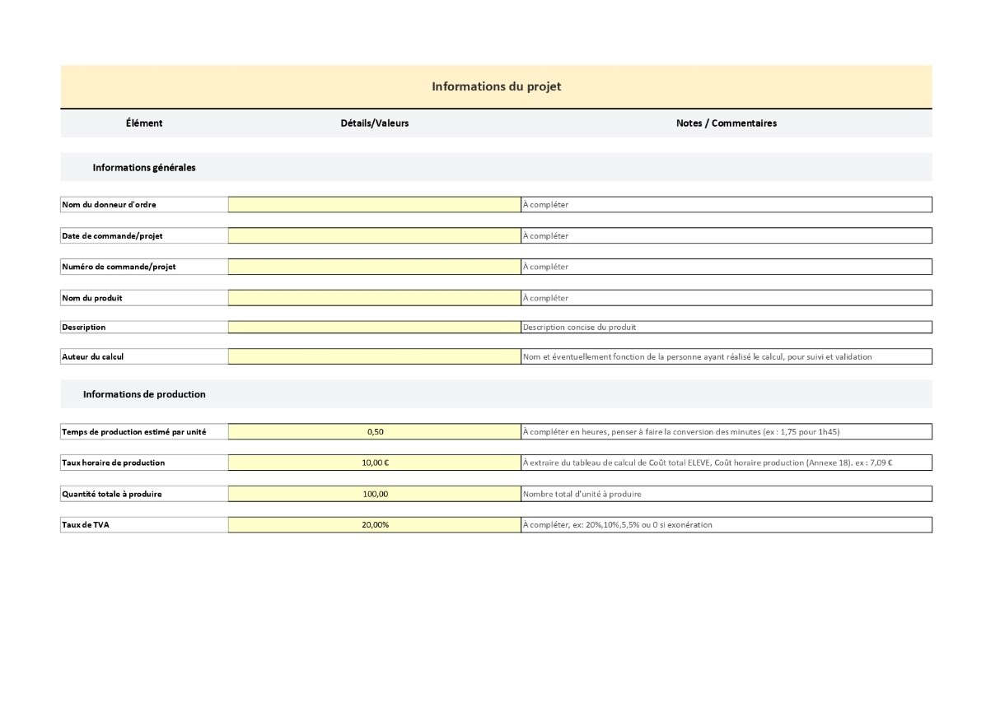 Informations du projet
Élément Détails/Valeurs Notes / Commentaires
Informations générales
Nom du donneur d'ordre À compléter
Date de commande/projet À compléter
Numéro de commande/projet À compléter
Nom du produit À compléter
Description Description concise du produit
Auteur du calcul Nom et éventuellement fonction de la personne ayant réalisé le calcul, pour suivi et validation
Informations de production
Temps de production estimé par unité 0,50 À compléter en heures, penser à faire la conversion des minutes (ex : 1,75 pour 1h45)
Taux horaire de production 10,00 € À extraire du tableau de calcul de Coût total ELEVE, Coût horaire production (Annexe 18). ex : 7,09 €
Quantité totale à produire 100,00 Nombre total d'unité à produire
Taux de TVA 20,00% À compléter, ex: 20%,10%,5,5% ou 0 si exonération